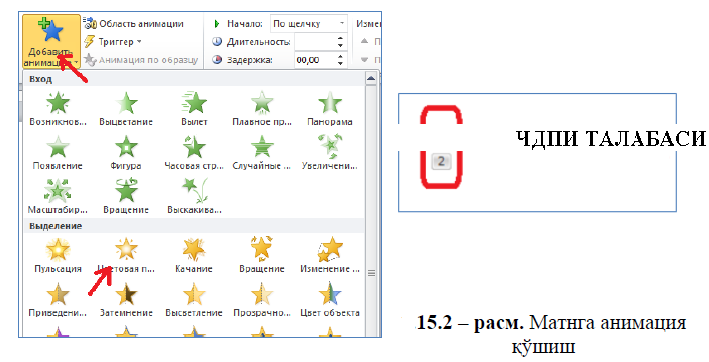 Добавить анимацию
Область анимации
Триггер
Анимация по образцу
Начало: По щелчку
Длительность:
Задержка: 00,00
Вход
Возникнов... Выцветание Вылет Плавное пр... Панорама
Появление Фигура Часовая стр... Случайные ... Увеличени...
Масштабир... Вращение Выскакива...
Выделение
Пульсация Цветовая п... Качание Вращение Изменение ...
Приведени... Затемнение Высветление Прозрачно... Цвет объекта
2
ЧДПИ ТАЛАБАСИ
15.2 – расм. Матнга анимация
қўшиш